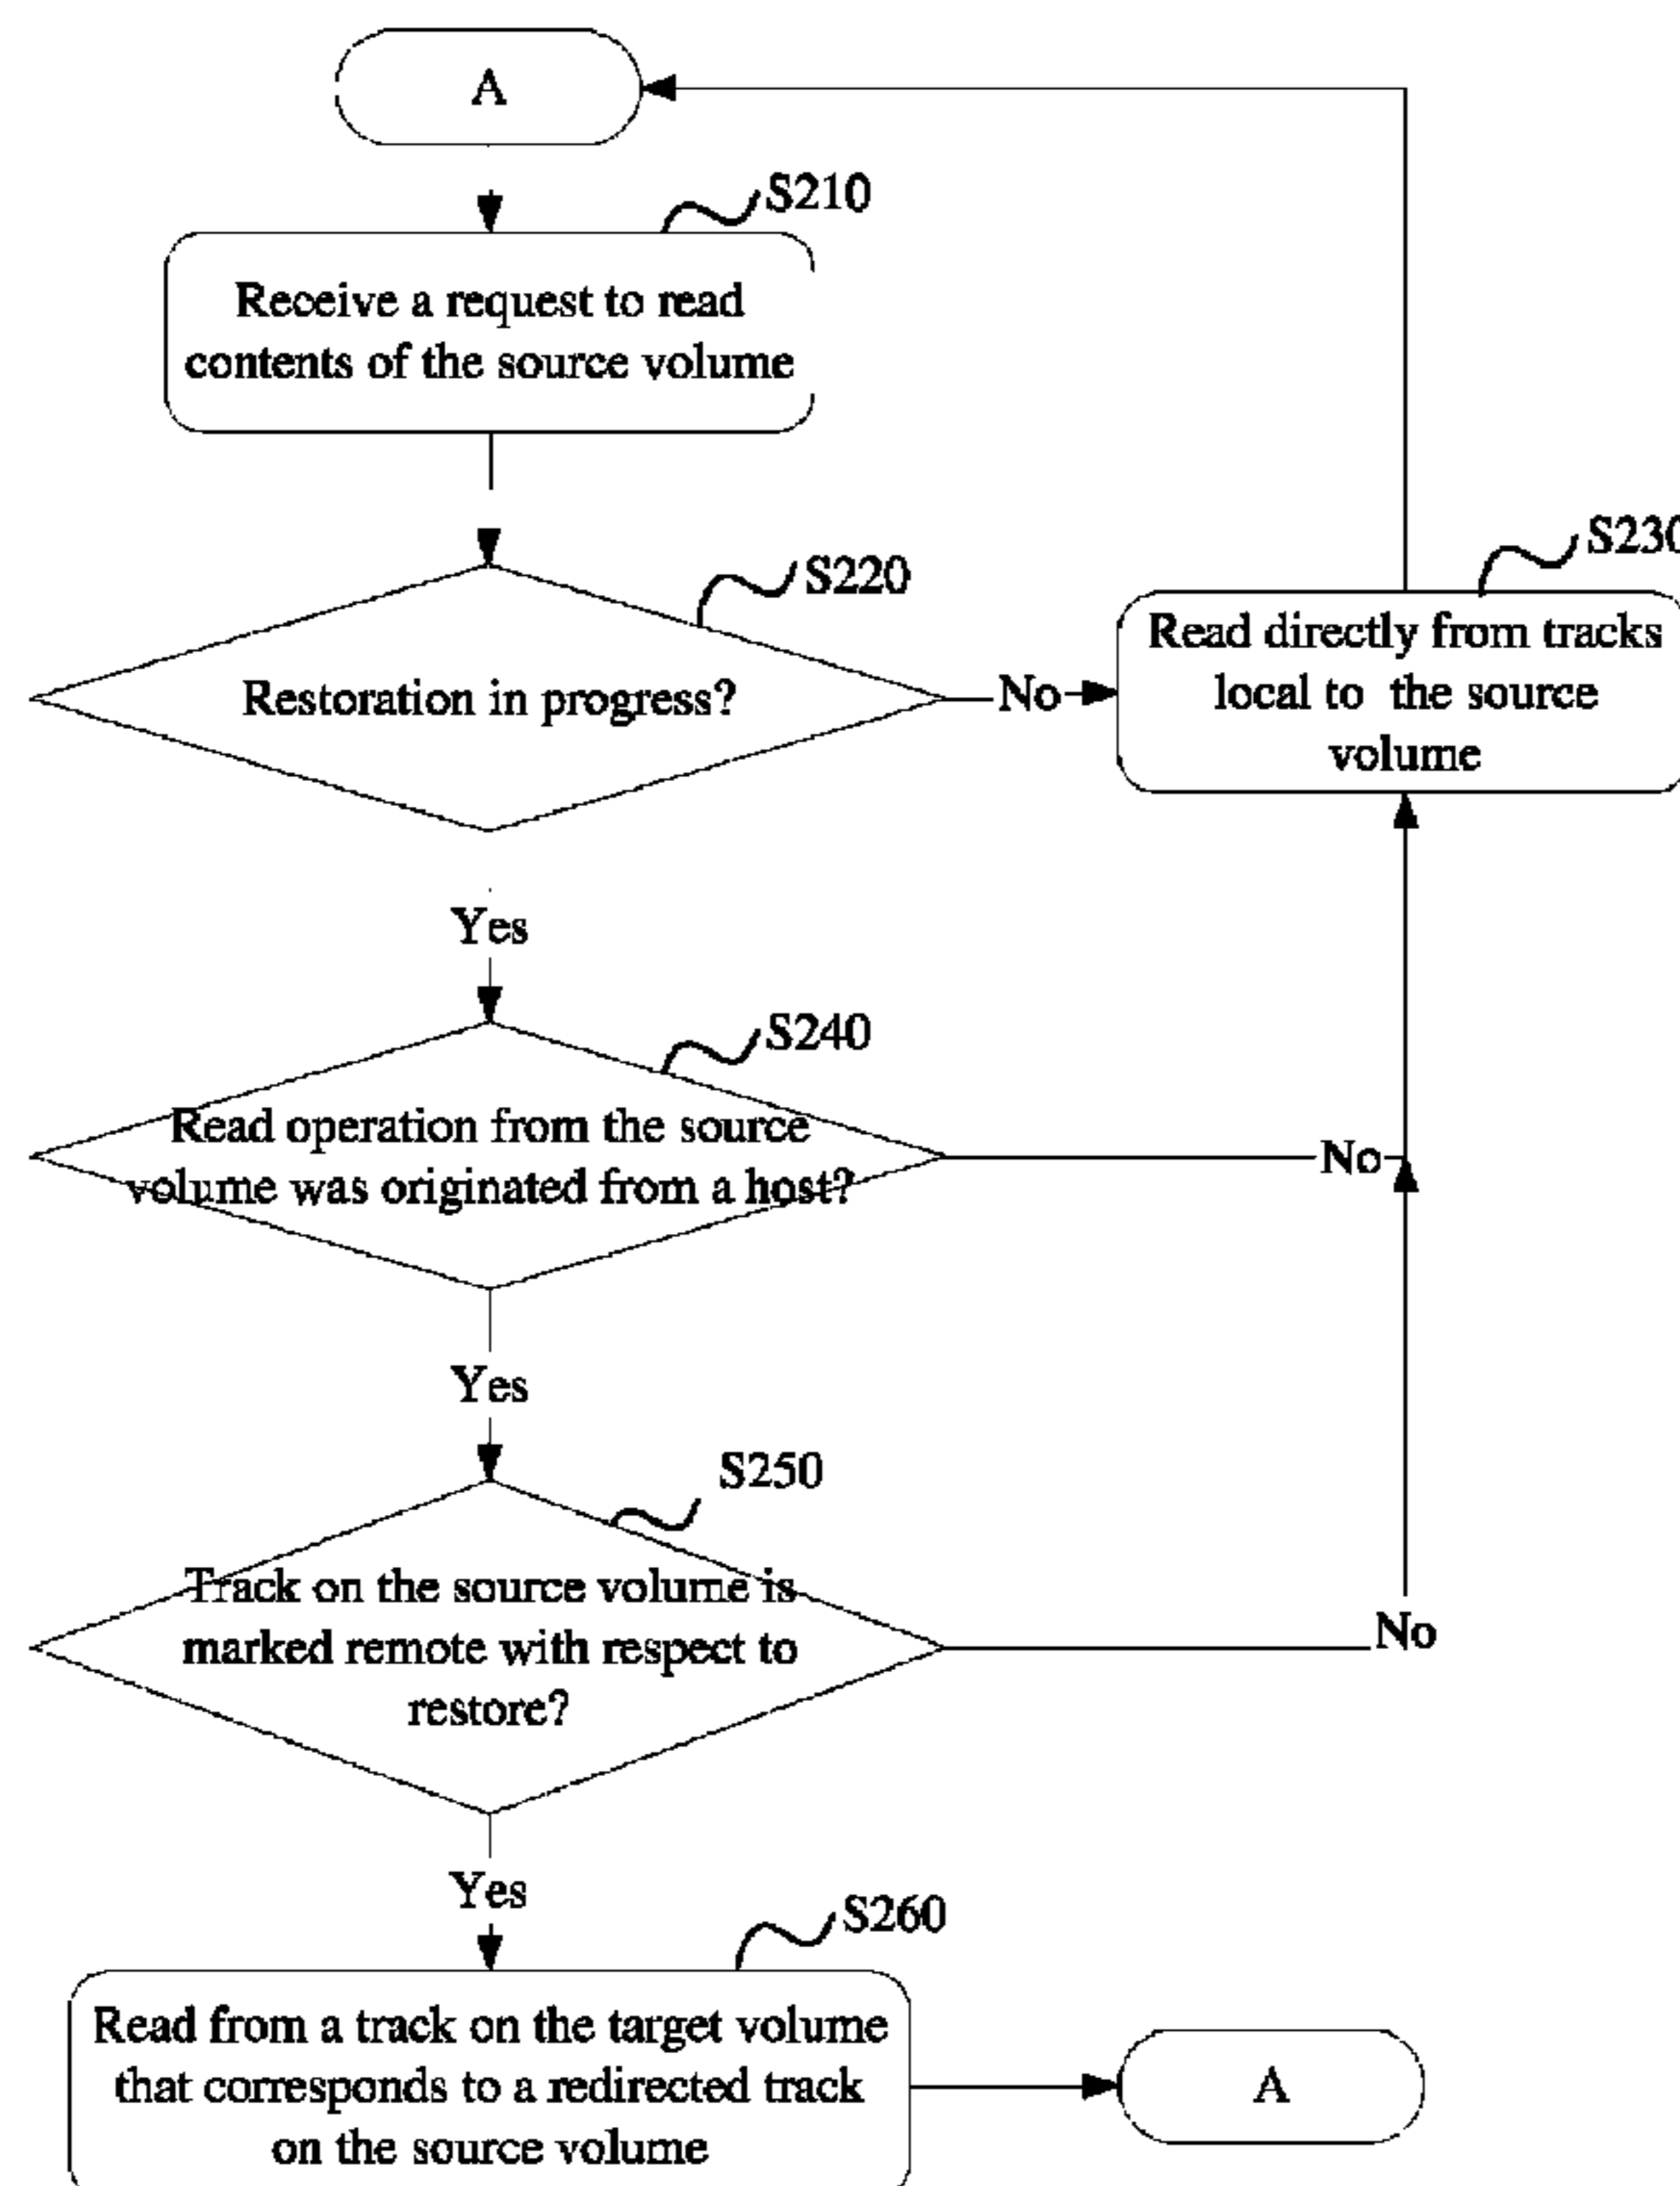 A
S210
Receive a request to read
contents of the source volume
S220
Restoration in progress?
No
S230
Read directly from tracks
local to the source
volume
Yes
S240
Read operation from the source
volume was originated from a host?
No
Yes
S250
Track on the source volume is
marked remote with respect to
restore?
No
Yes
S260
Read from a track on the target volume
that corresponds to a redirected track
on the source volume
A